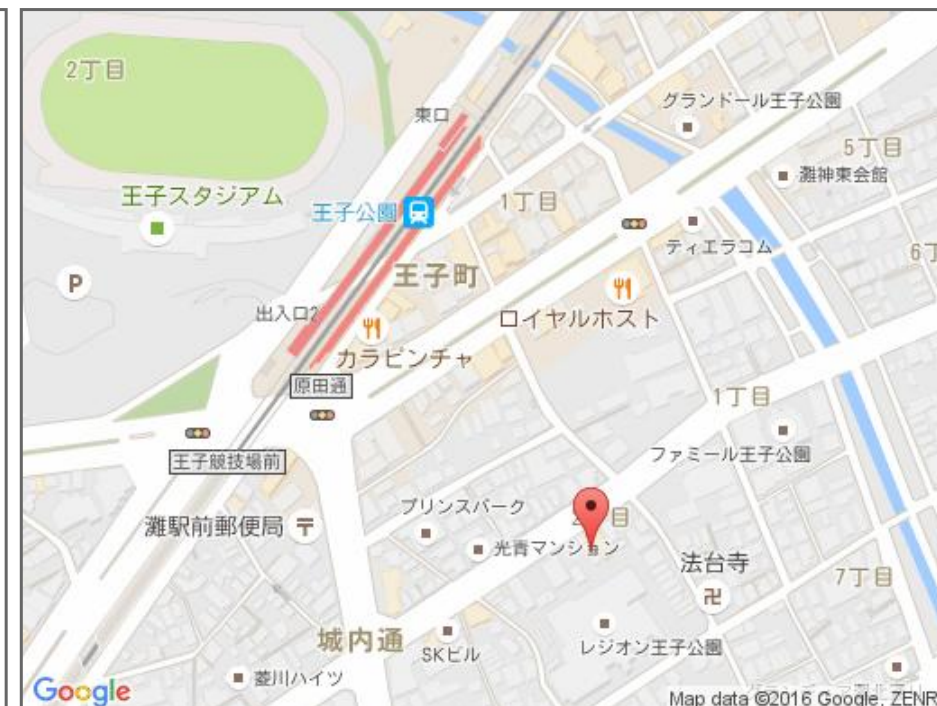 2丁目
東口
グランドール王子公園
5丁目
灘神東会館
王子スタジアム
王子公園
1丁目
ティエラコム
6丁
P
王子町
出入口2
ロイヤルホスト
カラピンチャ
原田通
1丁目
王子競技場前
ファミール王子公園
プリンスパーク
灘駅前郵便局
光青マンション
丁目
法台寺
7丁目
城内通
SKビル
レジオン王子公園
菱川ハイツ
Google
Map data ©2016 Google, ZENR